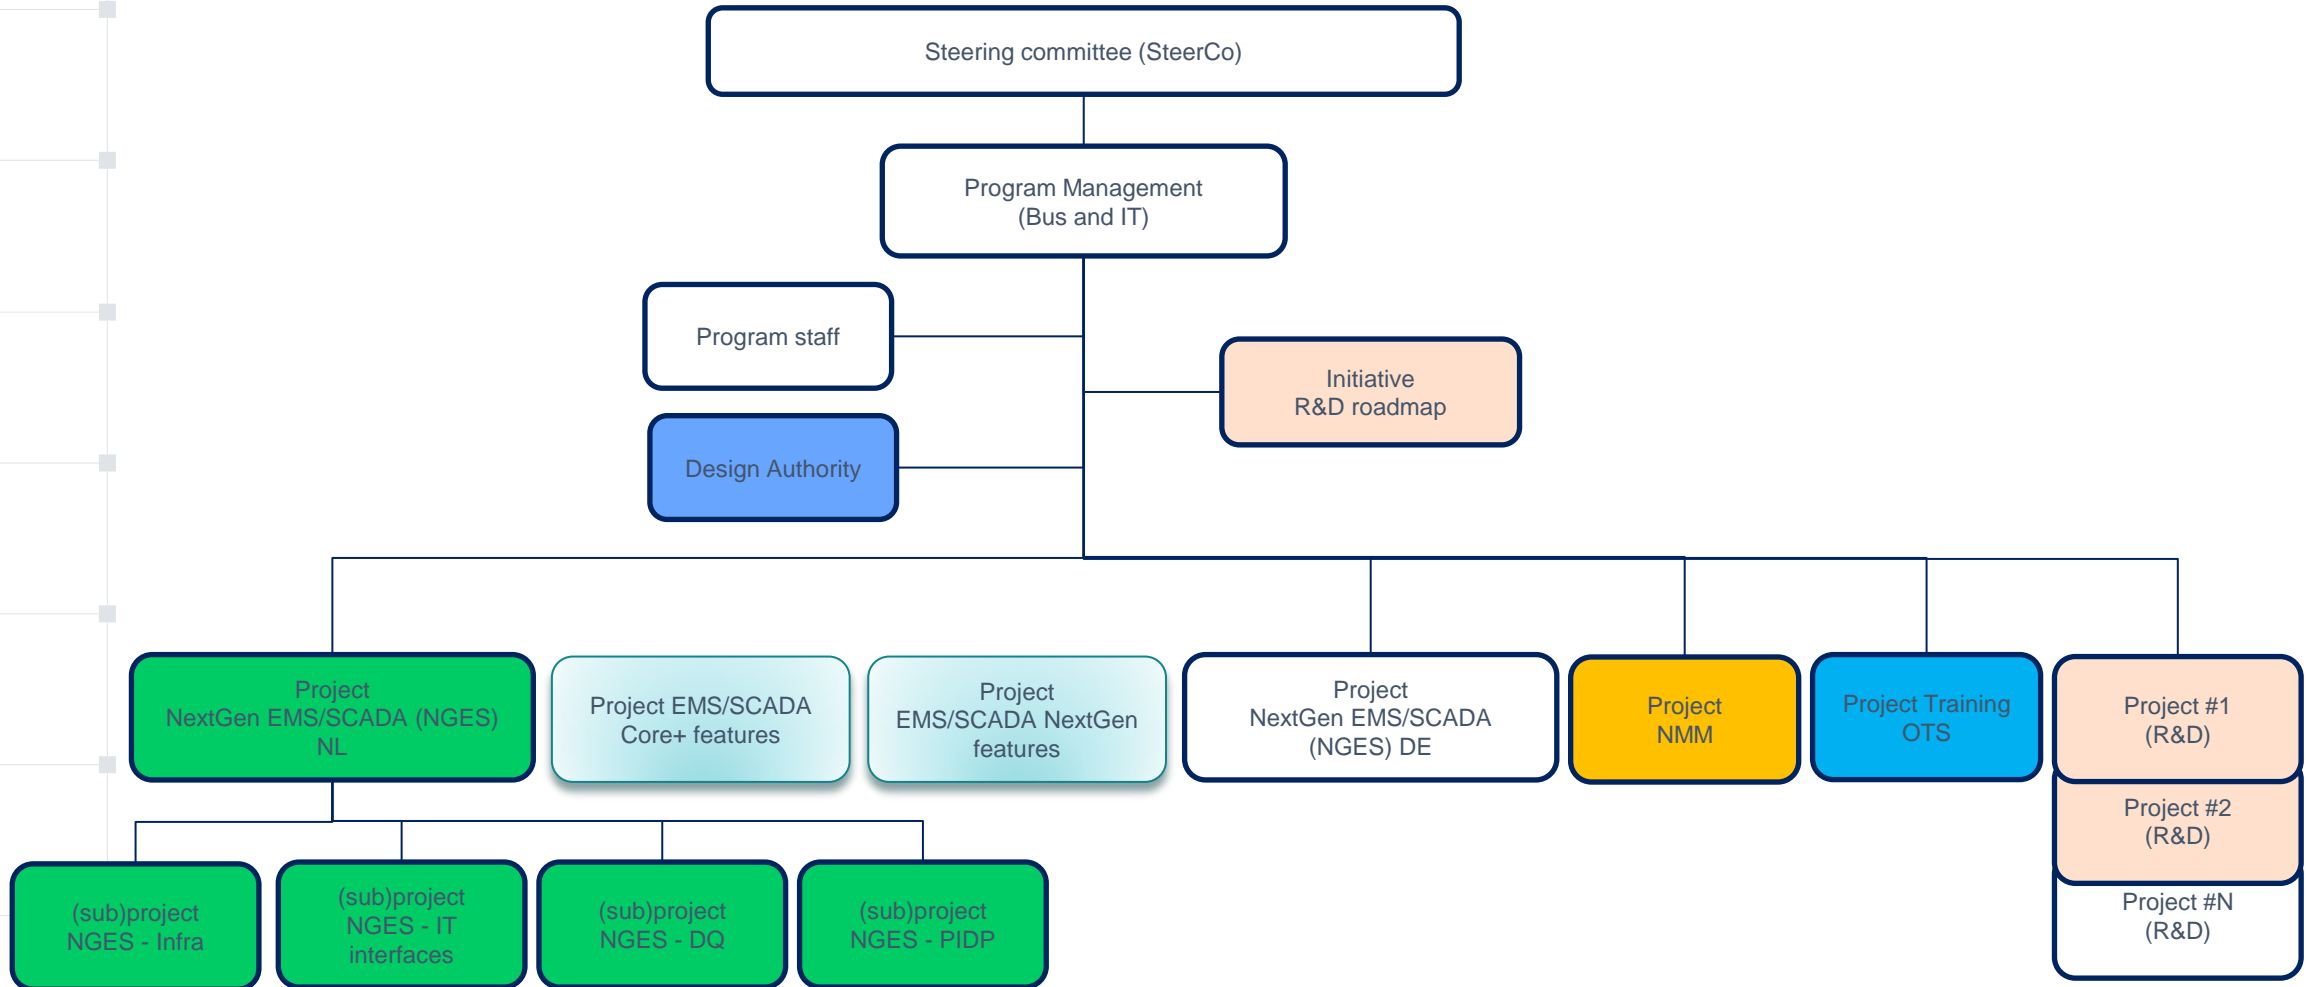 Steering committee (SteerCo)
Program Management
(Bus and IT)
Program staff
Initiative
R&D roadmap
Design Authority
Project
NextGen EMS/SCADA (NGES)
NL
Project EMS/SCADA
Core+ features
Project
EMS/SCADA NextGen
features
Project
NextGen EMS/SCADA
(NGES) DE
Project
NMM
Project Training
OTS
Project #1
(R&D)
Project #2
(R&D)
Project #N
(R&D)
(sub)project
NGES - Infra
(sub)project
NGES - IT
interfaces
(sub)project
NGES - DQ
(sub)project
NGES - PIDP